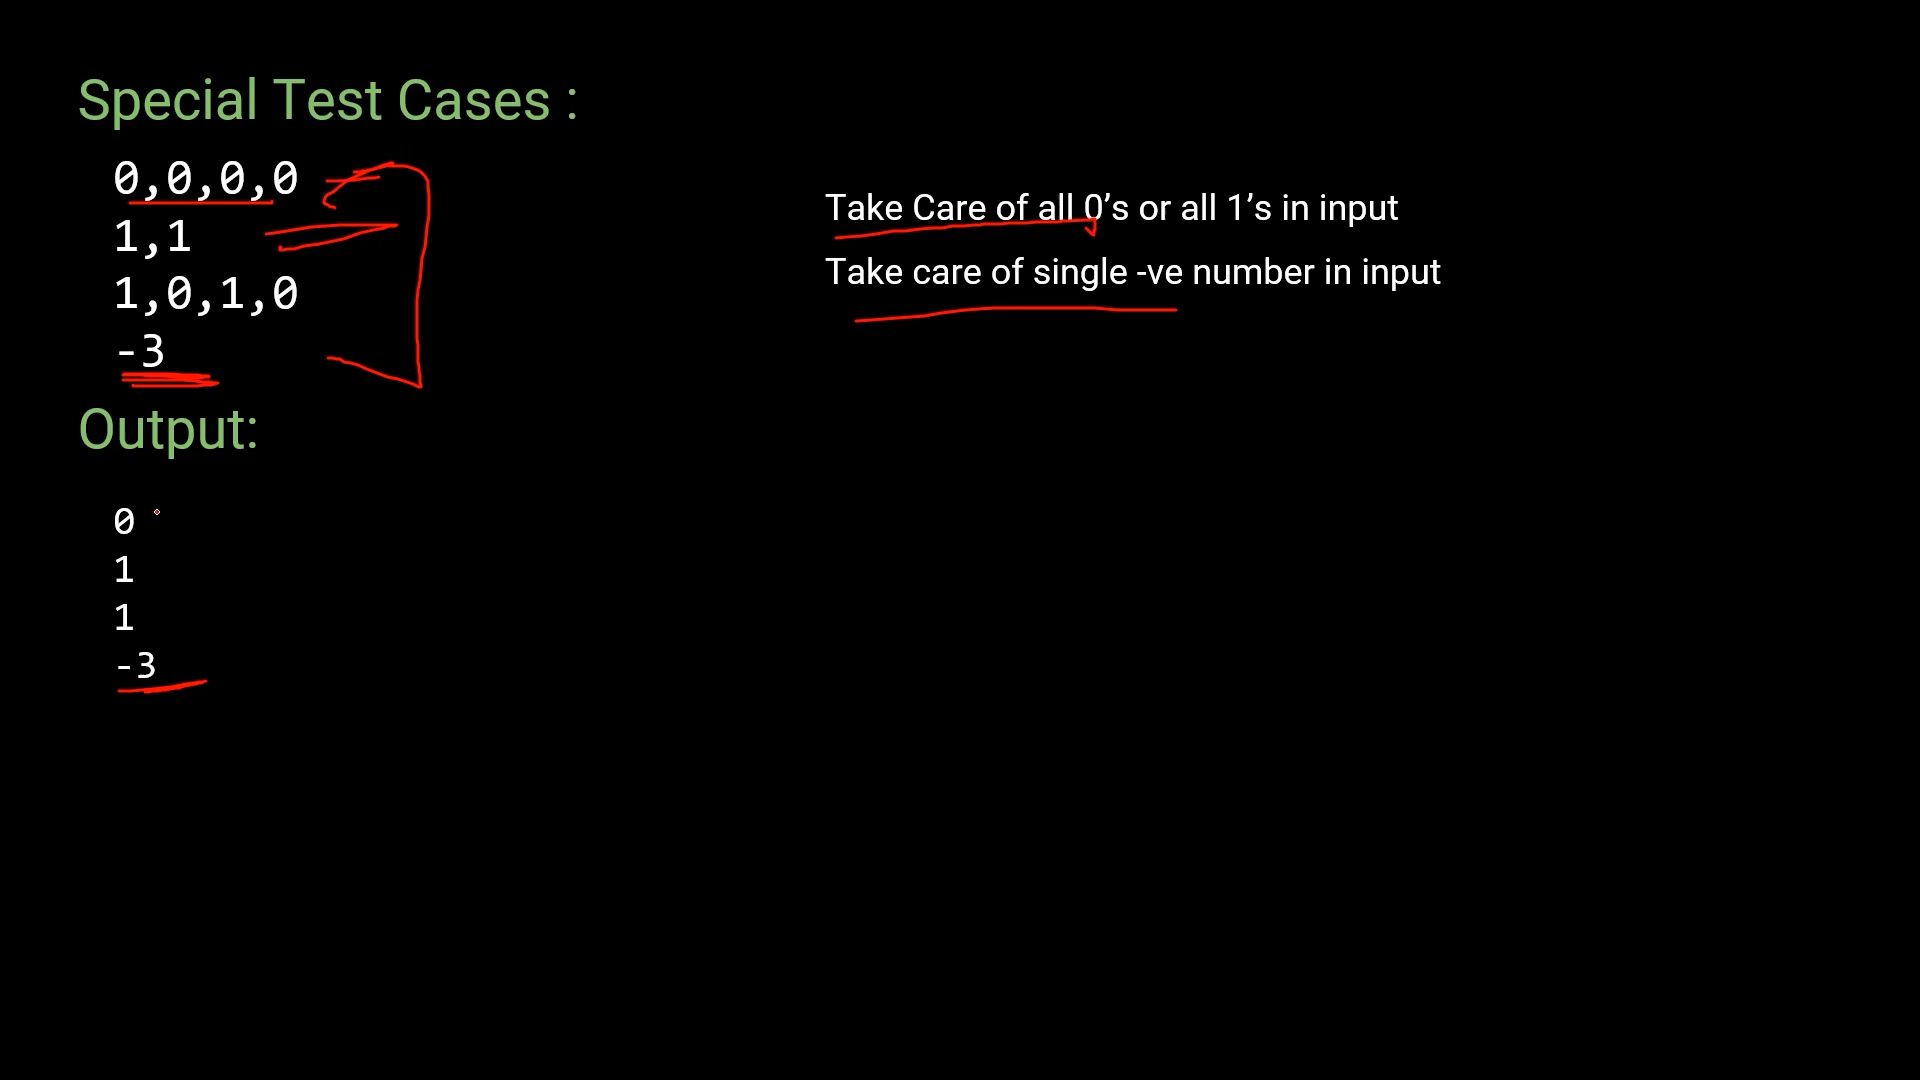 Special Test Cases :
0,0,0,0
1,1
1,0,1,0
-3
Take Care of all 0’s or all 1’s in input
Take care of single -ve number in input
Output:
0
1
1
-3